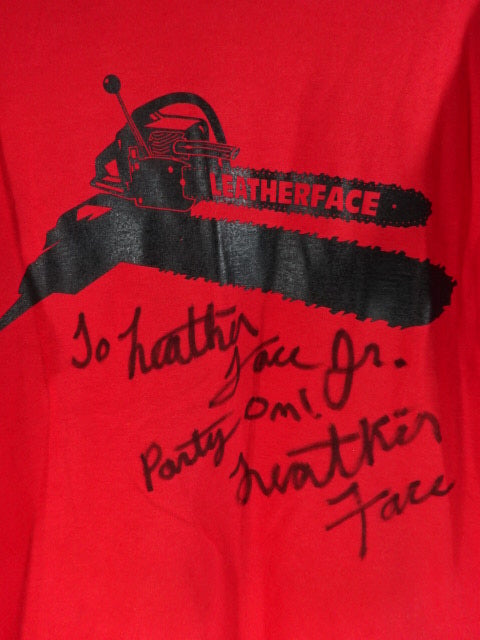 LEATHERFACE
To Leather
Face Jr.
Party On!
Leather
Face